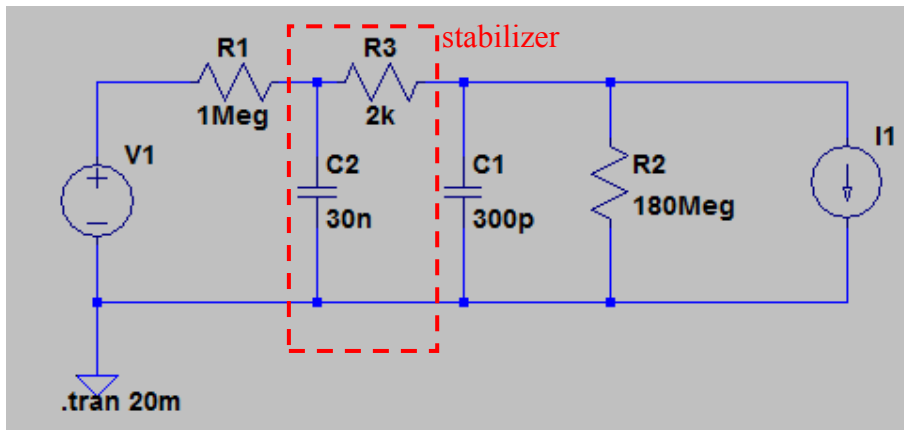 stabilizer
R1
1Meg
R3
2k
V1
C2
30n
C1
300p
R2
180Meg
I1
.tran 20m